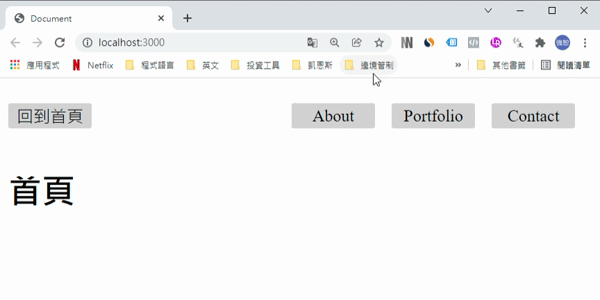 Document
localhost:3000
應用程式 Netflix 程式語言 英文 投資工具 凱恩斯 邊境管制 » 其他書籤 閱讀清單
回到首頁 About Portfolio Contact
首頁